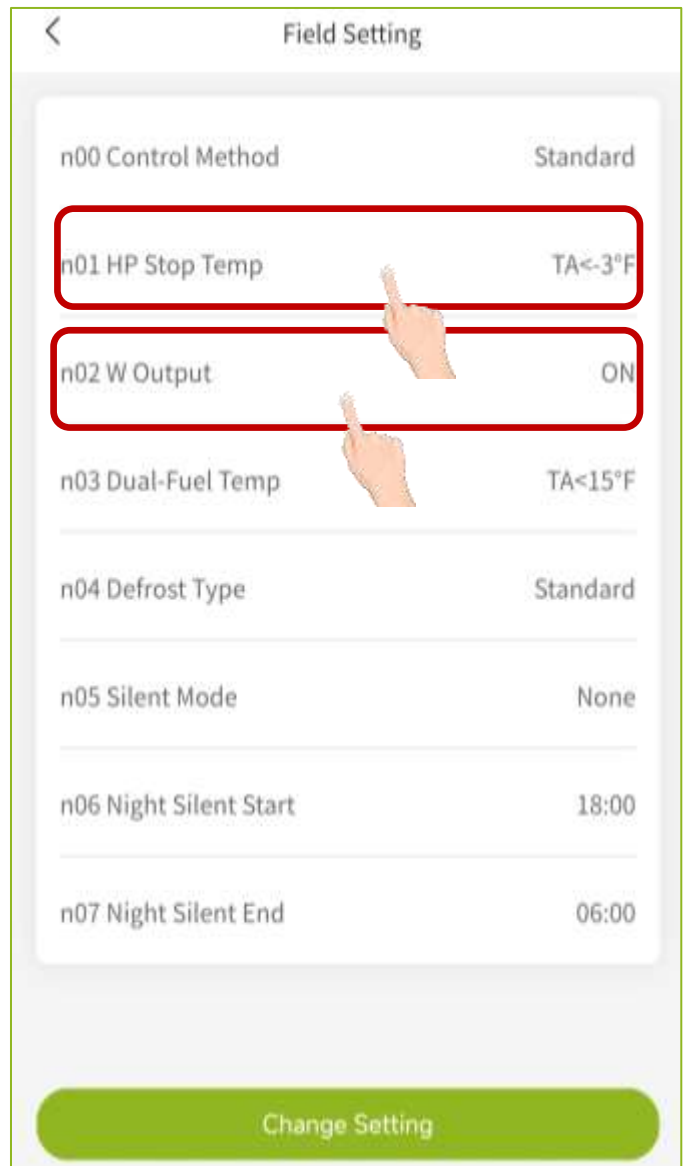 Field Setting
n00 Control Method Standard
n01 HP Stop Temp TA<-3°F
n02 W Output ON
n03 Dual-Fuel Temp TA<15°F
n04 Defrost Type Standard
n05 Silent Mode None
n06 Night Silent Start 18:00
n07 Night Silent End 06:00
Change Setting